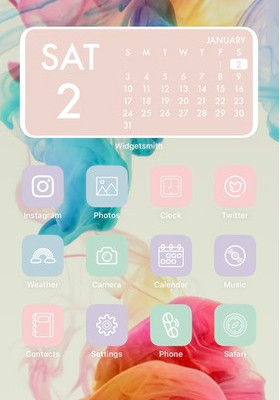 SAT
2
JANUARY
S M T W T F S
1 2
3 4 5 6 7 8 9
10 11 12 13 14 15 16
17 18 19 20 21 22 23
24 25 26 27 28 29 30
31
Widgetsmith
Instagram Photos Clock Twitter
Weather Camera Calendar Music
Contacts Settings Phone Safari